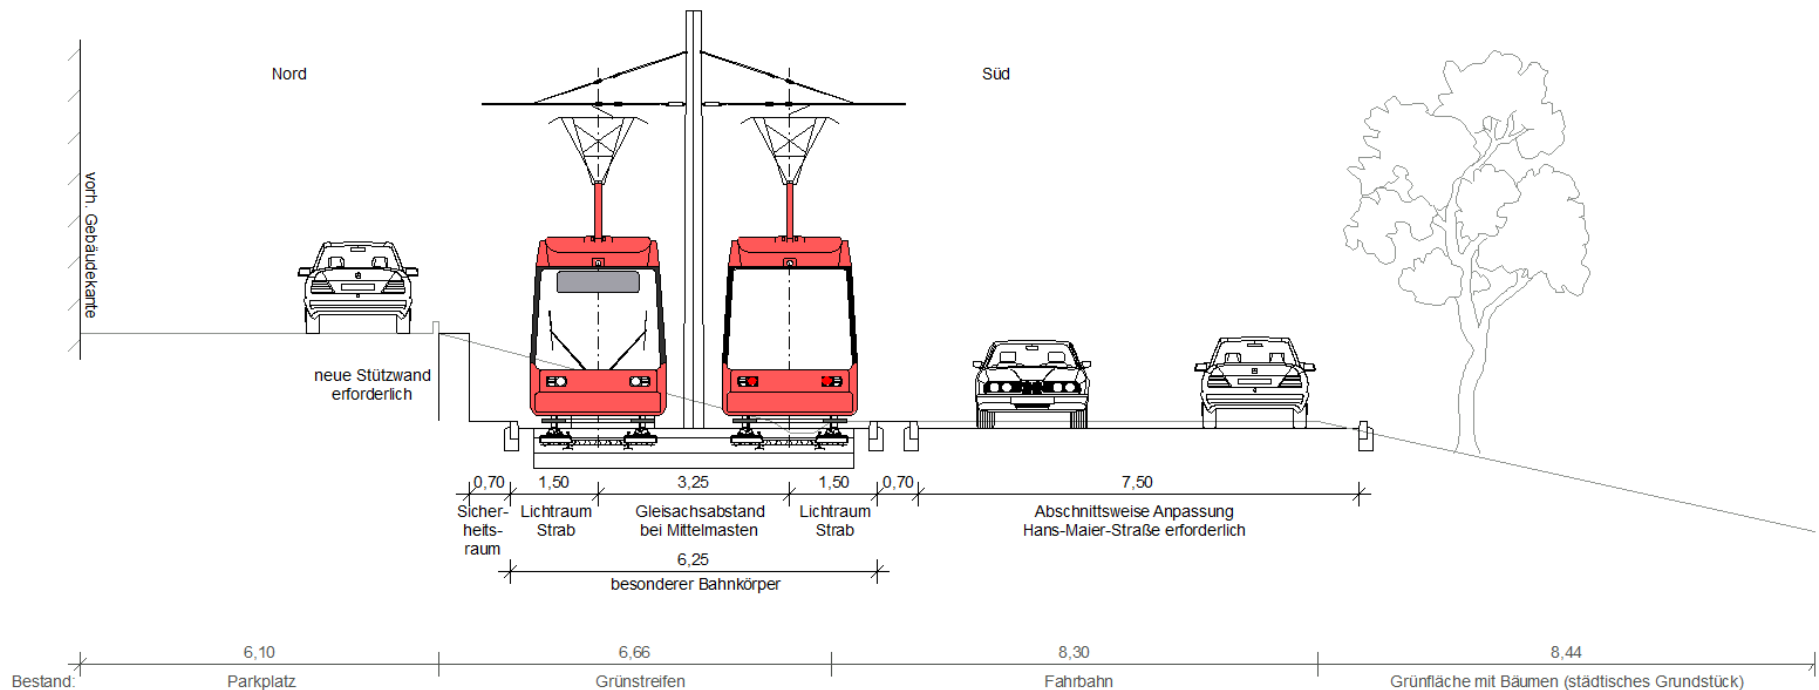 Nord
Süd
vorh. Gebäudekante
neue Stützwand
erforderlich
0,70
1,50
3,25
1,50
0,70
7,50
Sicher-
heits-
raum
Lichtraum
Strab
Gleisachsabstand
bei Mittelmasten
Lichtraum
Strab
Abschnittsweise Anpassung
Hans-Maier-Straße erforderlich
6,25
besonderer Bahnkörper
6,10
6,66
8,30
8,44
Bestand:
Parkplatz
Grünstreifen
Fahrbahn
Grünfläche mit Bäumen (städtisches Grundstück)